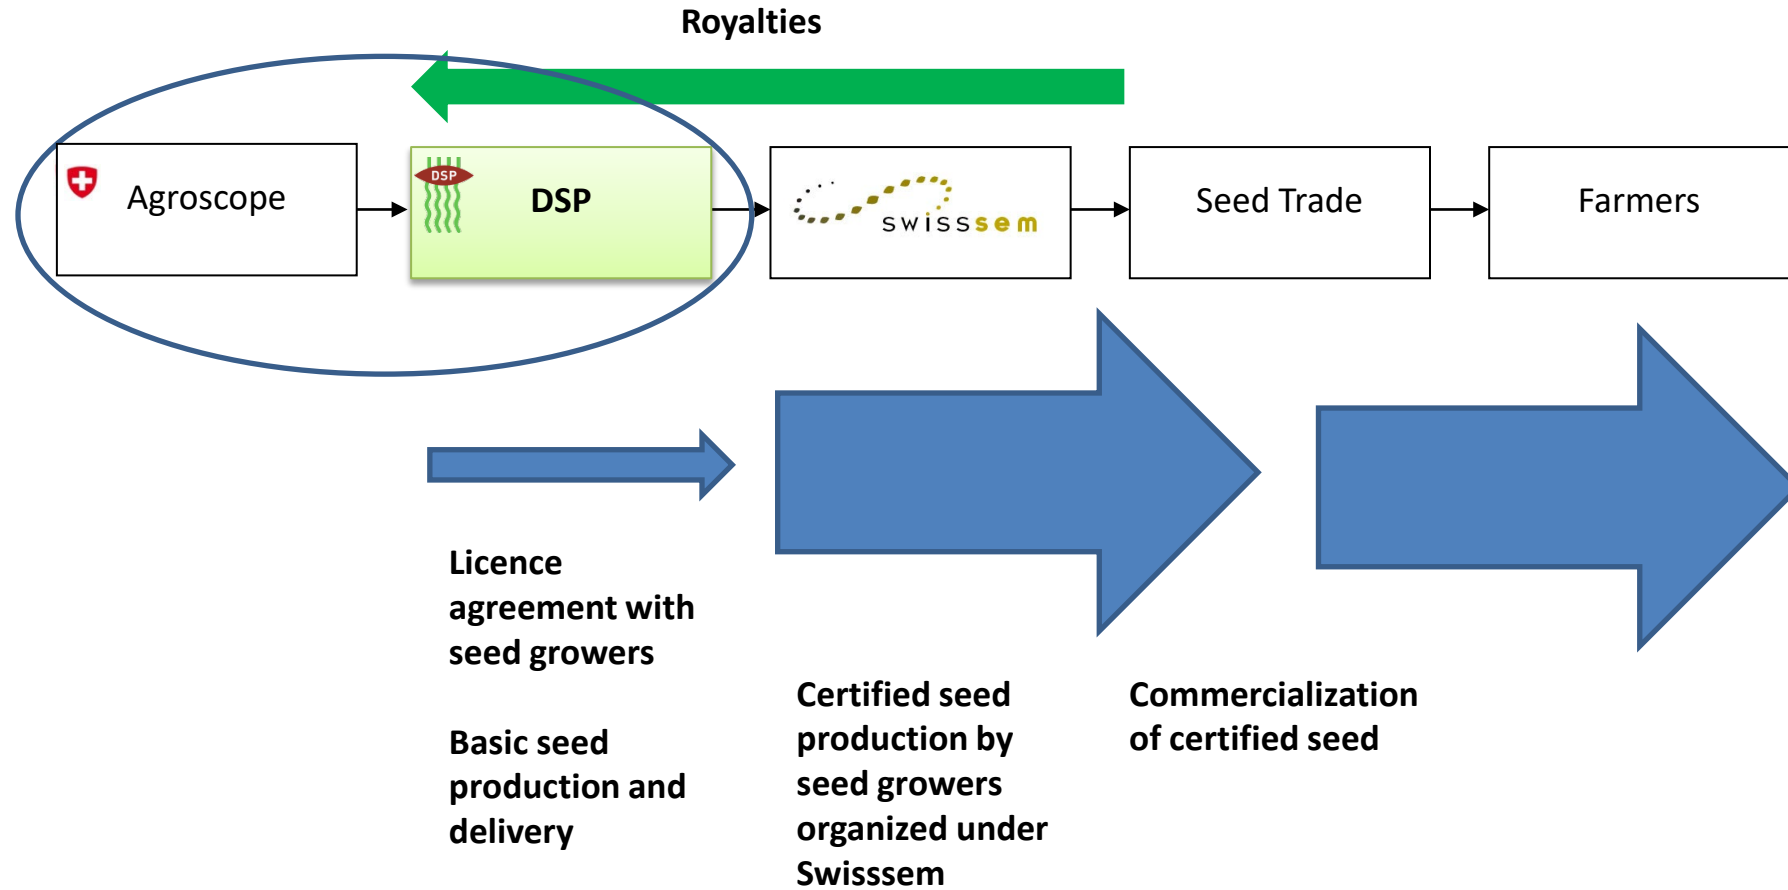 Royalties
Agroscope
DSP
DSP
swisssem
Seed Trade
Farmers
Licence
agreement with
seed growers
Basic seed
production and
delivery
Certified seed
production by
seed growers
organized under
Swisssem
Commercialization
of certified seed